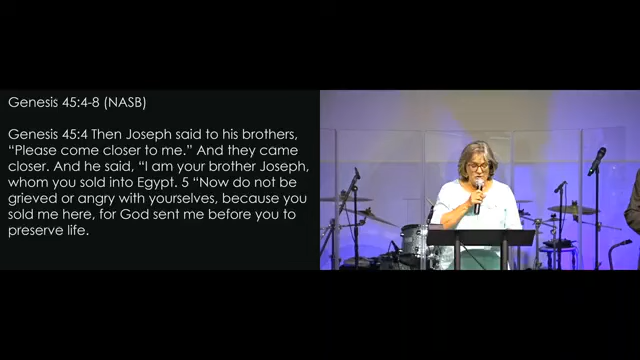 Genesis 45:4-8 (NASB)
Genesis 45:4 Then Joseph said to his brothers,
“Please come closer to me.” And they came
closer. And he said, “I am your brother Joseph,
whom you sold into Egypt. 5 “Now do not be
grieved or angry with yourselves, because you
sold me here, for God sent me before you to
preserve life.